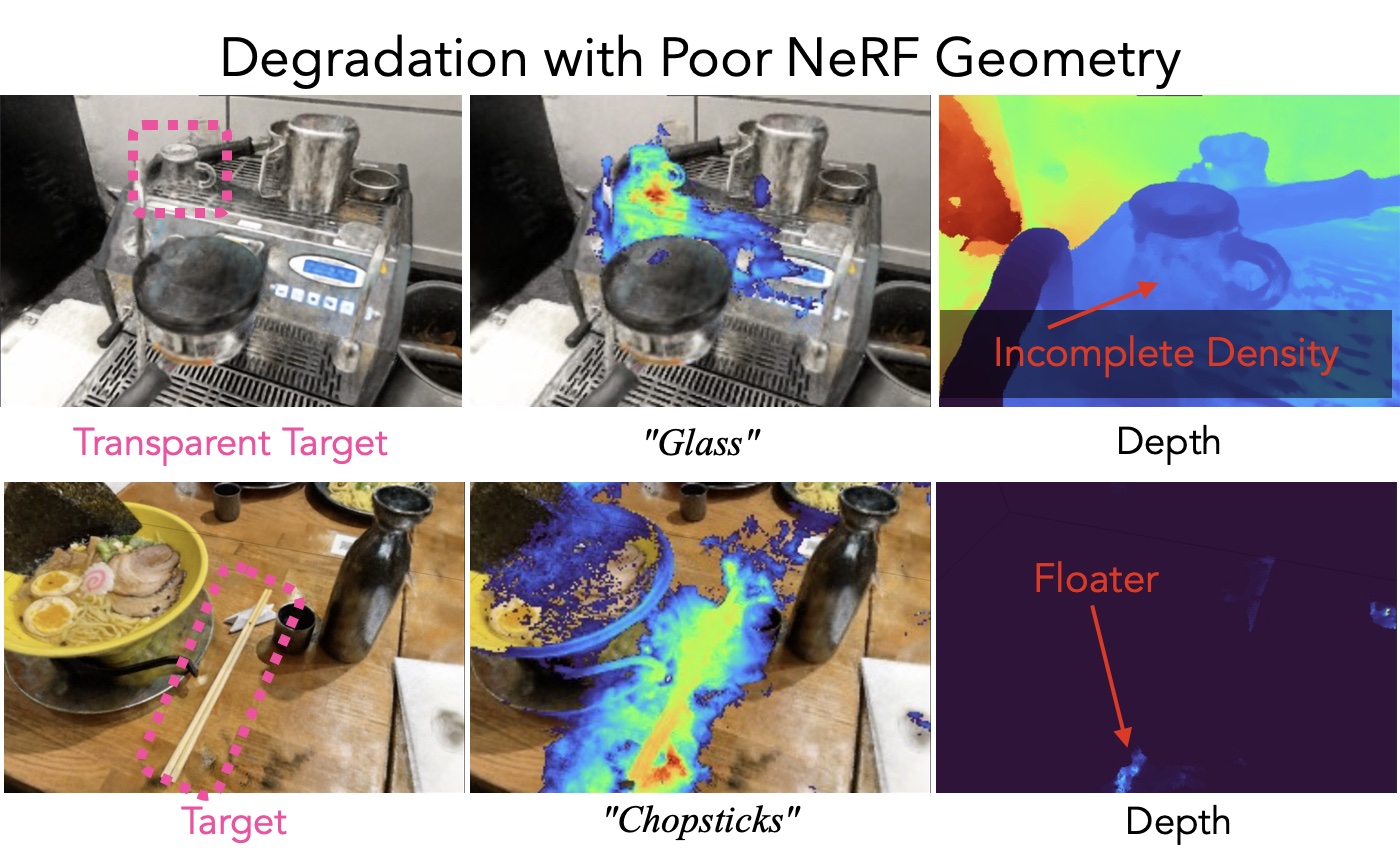 Degradation with Poor NeRF Geometry
Incomplete Density
Transparent Target
"Glass"
Depth
Floater
Target
"Chopsticks"
Depth